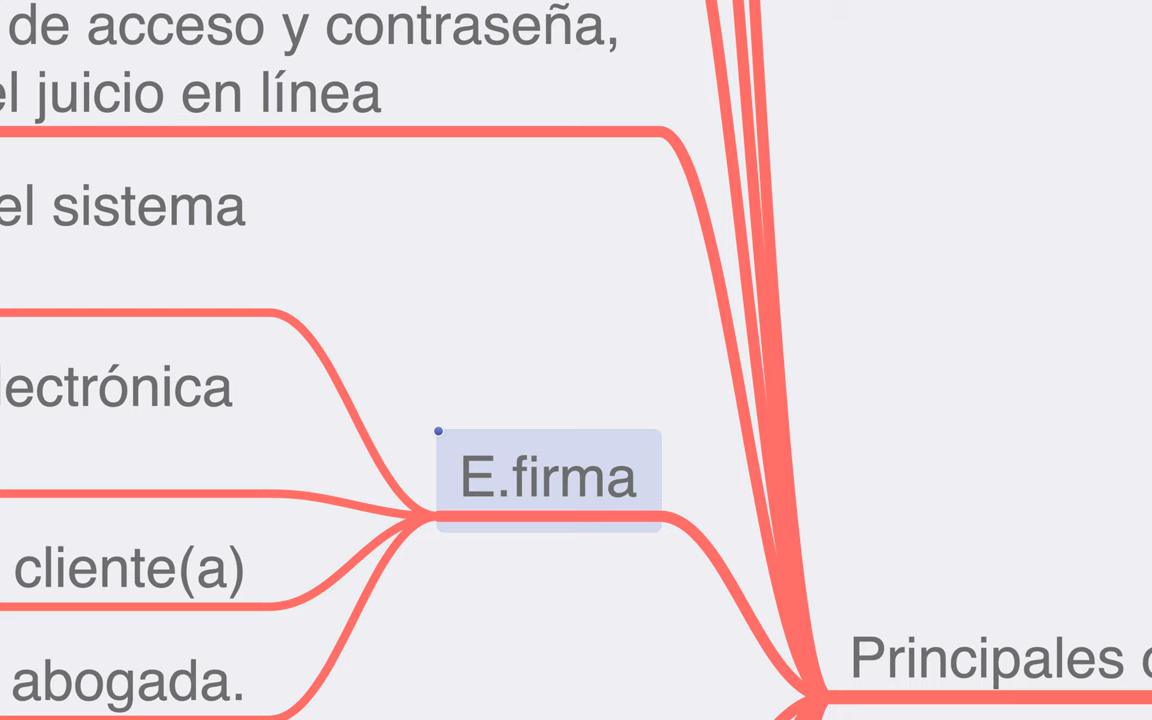 de acceso y contraseña,
el juicio en línea
el sistema
lectrónica
E.firma
cliente(a)
Principales
abogada.